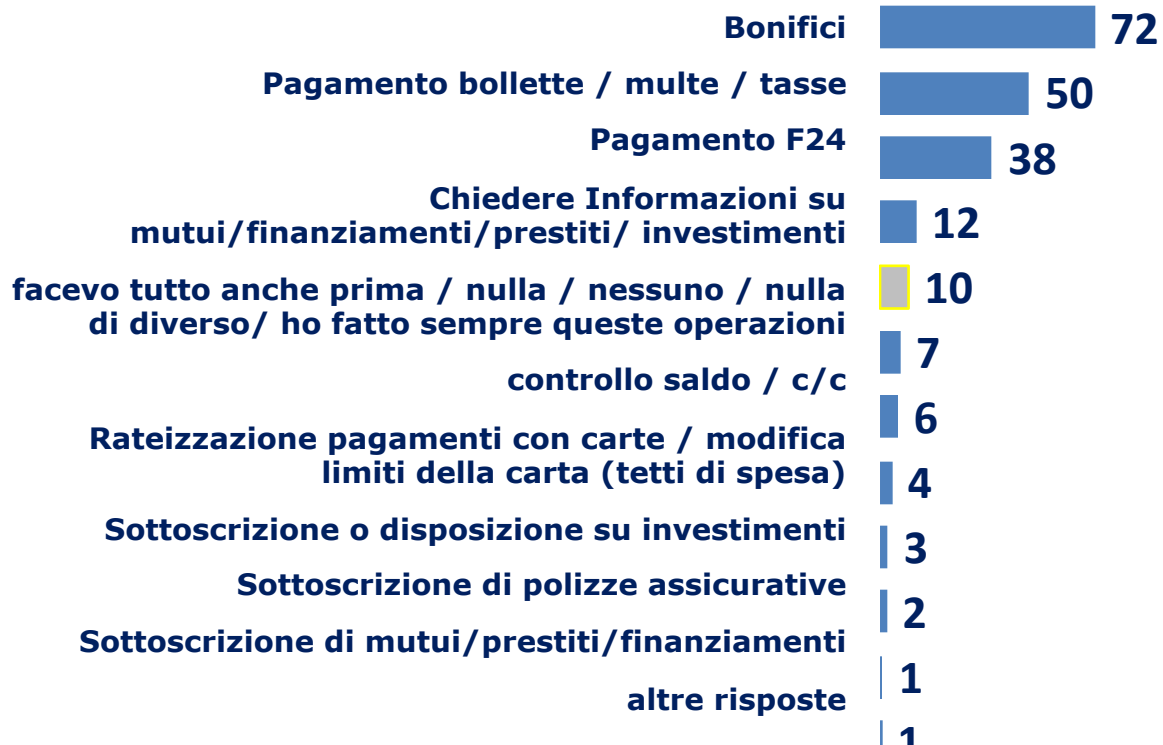 Bonifici 72
Pagamento bollette / multe / tasse 50
Pagamento F24 38
Chiedere Informazioni su
mutui/finanziamenti/prestiti/ investimenti 12
facevo tutto anche prima / nulla / nessuno / nulla 10
di diverso/ ho fatto sempre queste operazioni
7
controllo saldo / c/c
6
Rateizzazione pagamenti con carte / modifica
limiti della carta (tetti di spesa) 4
Sottoscrizione o disposizione su investimenti
3
Sottoscrizione di polizze assicurative
2
Sottoscrizione di mutui/prestiti/finanziamenti
1
altre risposte
1